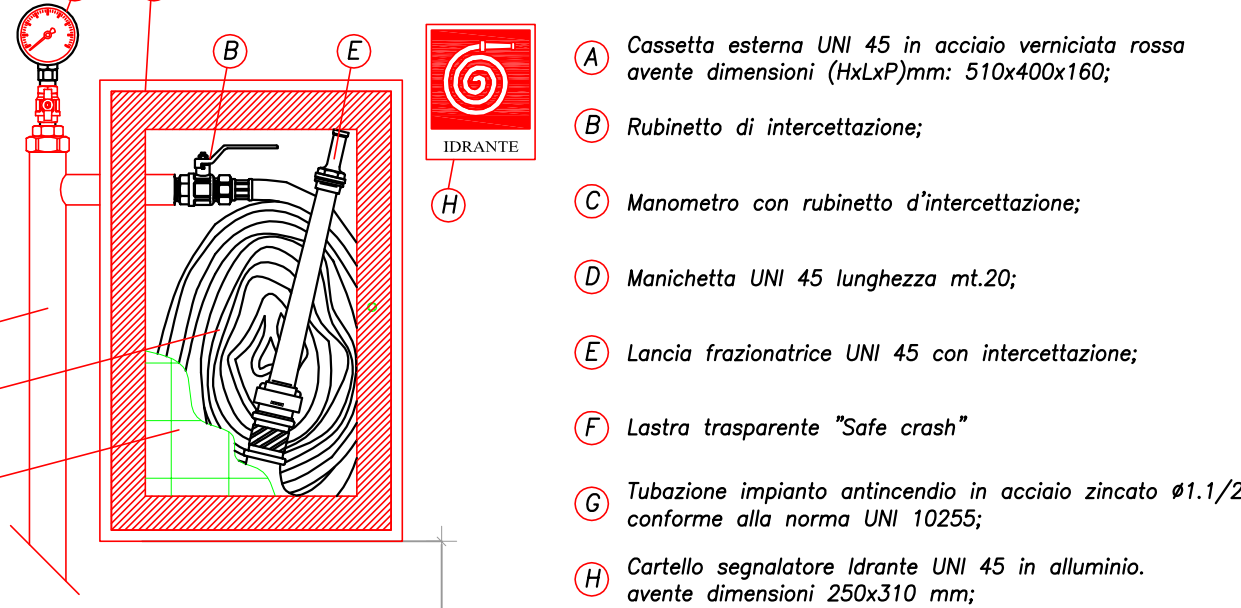 B
E
IDRANTE
H
A Cassetta esterna UNI 45 in acciaio verniciata rossa
avente dimensioni (HxLxP)mm: 510x400x160;
B Rubinetto di intercettazione;
C Manometro con rubinetto d'intercettazione;
D Manichetta UNI 45 lunghezza mt.20;
E Lancia frazionatrice UNI 45 con intercettazione;
F Lastra trasparente "Safe crash"
G Tubazione impianto antincendio in acciaio zincato ø1.1/2
conforme alla norma UNI 10255;
H Cartello segnalatore Idrante UNI 45 in alluminio.
avente dimensioni 250x310 mm;